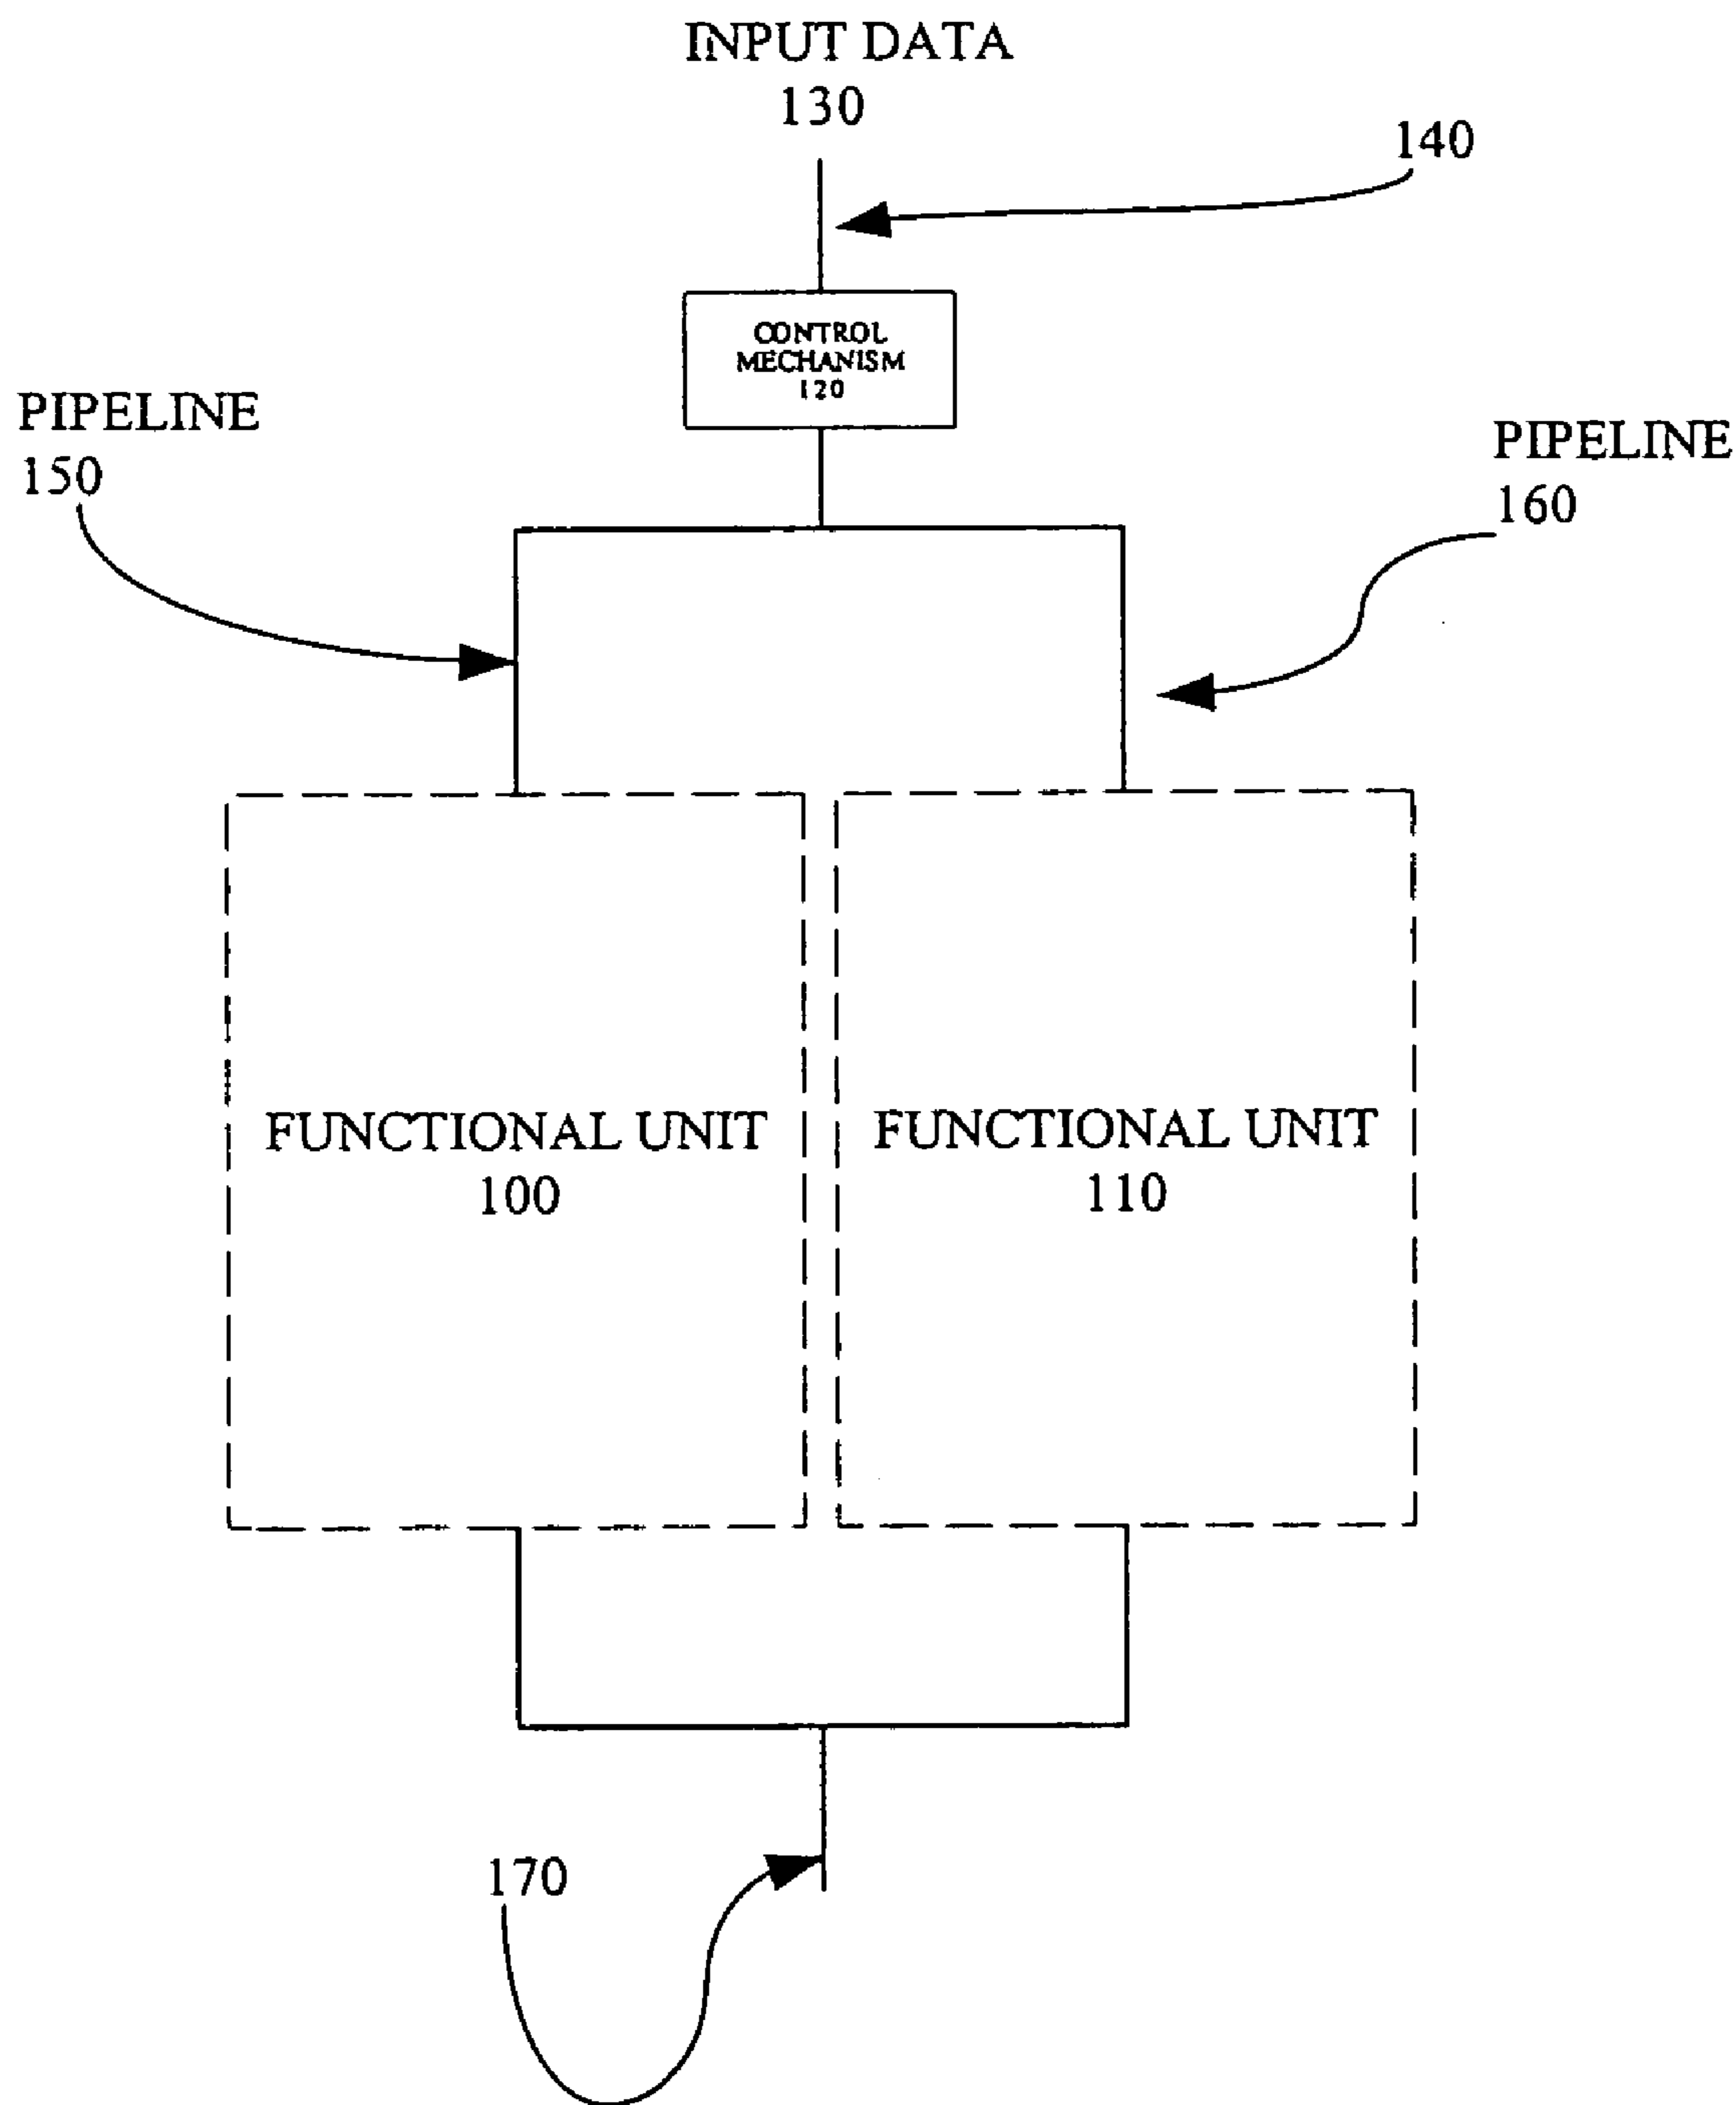 INPUT DATA
130
140
CONTROL
MECHANISM
120
PIPELINE
150
PIPELINE
160
FUNCTIONAL UNIT
100
FUNCTIONAL UNIT
110
170